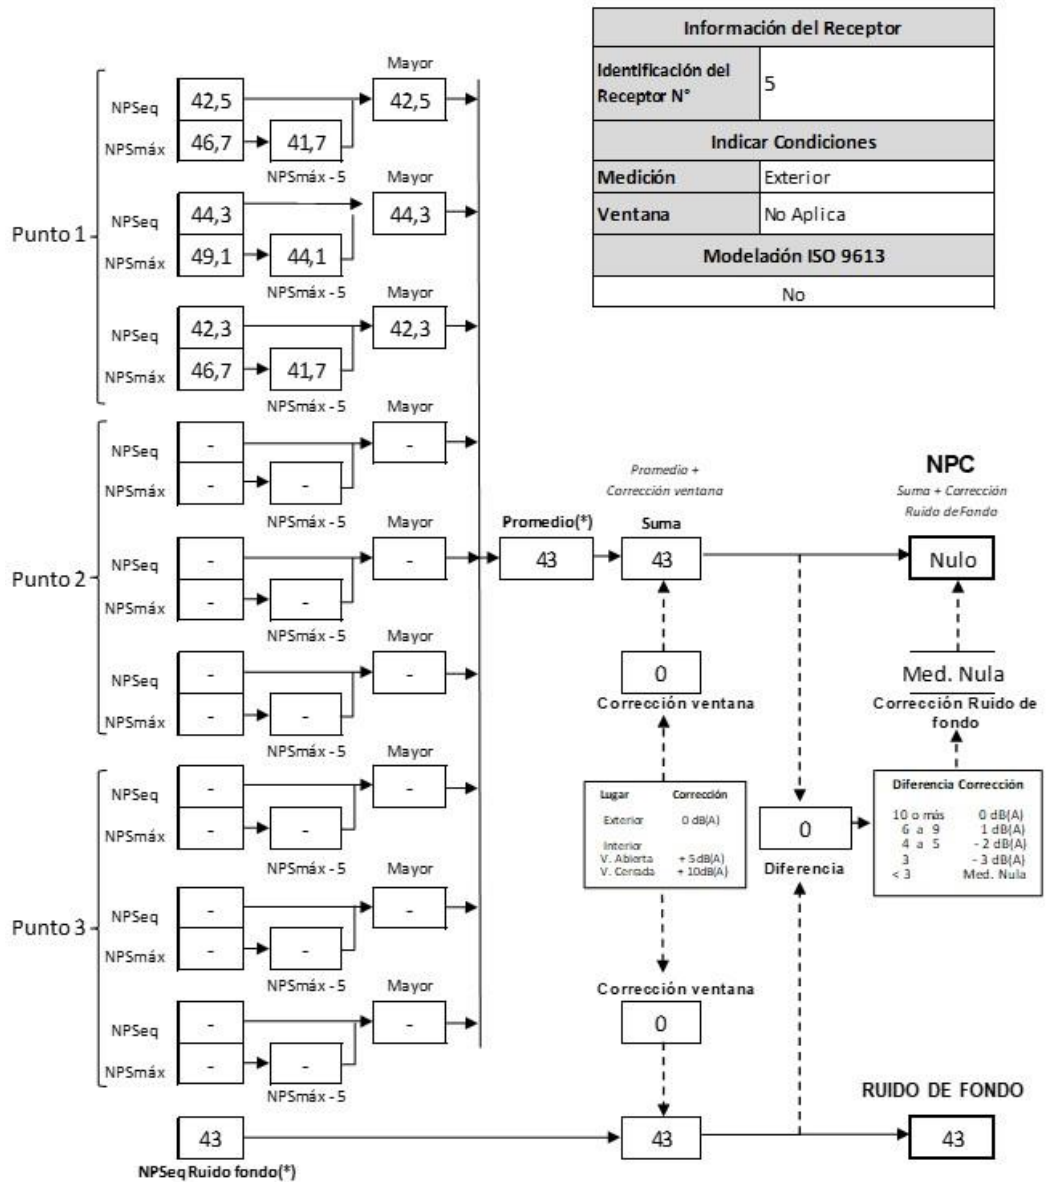 Información del Receptor
Identificación del Receptor N° 5
Indicar Condiciones
Medición Exterior
Ventana No Aplica
Modelación ISO 9613
No
Punto 1
Mayor
NPSeq 42,5 42,5
NPSmáx 46,7 41,7
NPSmáx - 5
Mayor
NPSeq 44,3 44,3
NPSmáx 49,1 44,1
NPSmáx - 5
Mayor
NPSeq 42,3 42,3
NPSmáx 46,7 41,7
NPSmáx - 5
Punto 2
Mayor
NPSeq - -
NPSmáx - -
NPSmáx - 5
Mayor
NPSeq - -
NPSmáx - -
NPSmáx - 5
Mayor
NPSeq - -
NPSmáx - -
NPSmáx - 5
Punto 3
Mayor
NPSeq - -
NPSmáx - -
NPSmáx - 5
Mayor
NPSeq - -
NPSmáx - -
NPSmáx - 5
Mayor
NPSeq - -
NPSmáx - -
NPSmáx - 5
43
NPSeq Ruido fondo(*)
Promedio(*)
43
Promedio +
Corrección ventana
Suma
43
0
Corrección ventana
Lugar Corrección
Exterior 0 dB(A)
Interior
V. Abierta + 5dB(A)
V. Cerrada + 10dB(A)
Corrección ventana
0
43
0
Diferencia
NPC
Suma + Corrección
Ruido de Fondo
Nulo
Med. Nula
Corrección Ruido de
fondo
Diferencia Corrección
10 o más 0 dB(A)
6 a 9 1 dB(A)
4 a 5 - 2 dB(A)
3 - 3 dB(A)
< 3 Med. Nula
RUIDO DE FONDO
43